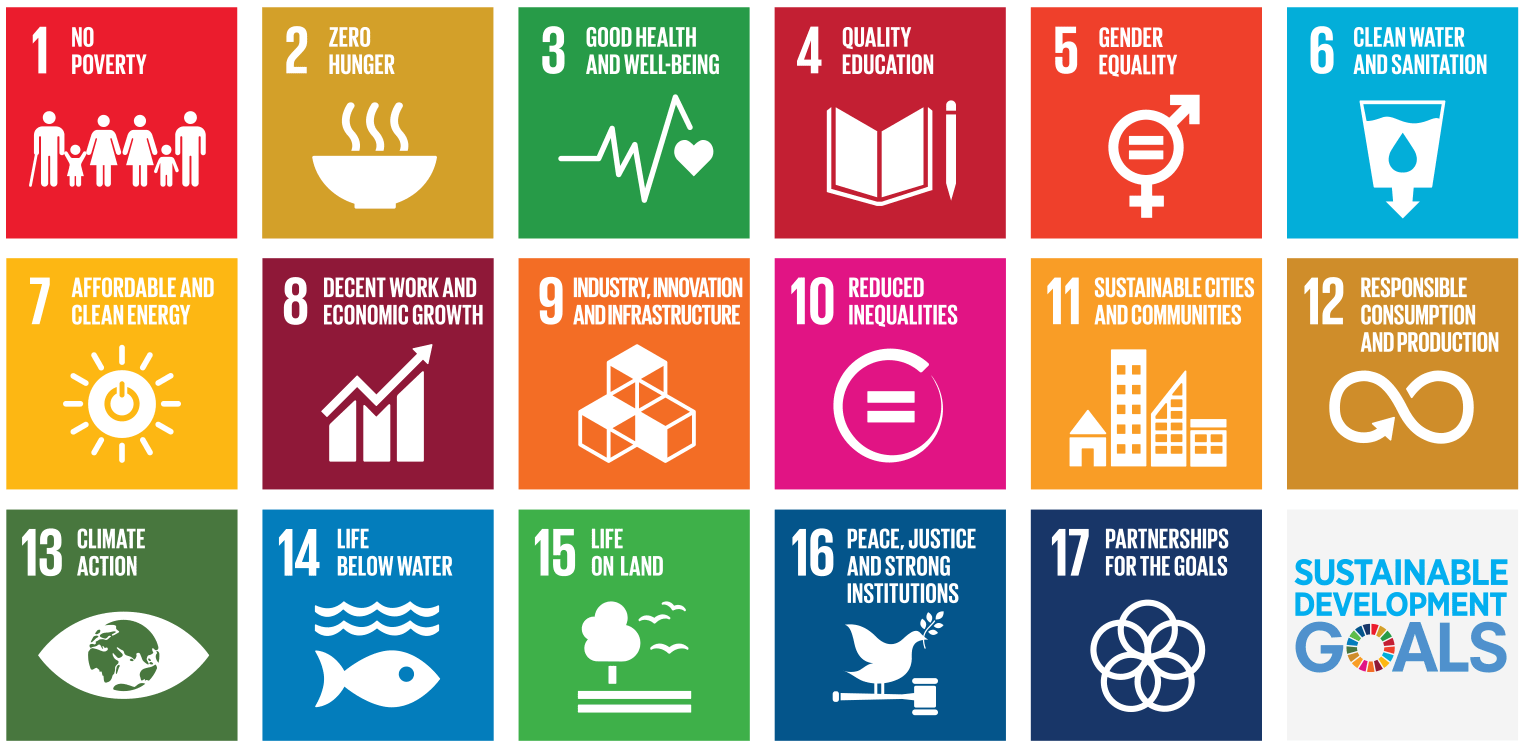 1 NO
POVERTY
2 ZERO
HUNGER
3 GOOD HEALTH
AND WELL-BEING
4 QUALITY
EDUCATION
5 GENDER
EQUALITY
6 CLEAN WATER
AND SANITATION
7 AFFORDABLE AND
CLEAN ENERGY
8 DECENT WORK AND
ECONOMIC GROWTH
9 INDUSTRY, INNOVATION
AND INFRASTRUCTURE
10 REDUCED
INEQUALITIES
11 SUSTAINABLE CITIES
AND COMMUNITIES
12 RESPONSIBLE
CONSUMPTION
AND PRODUCTION
13 CLIMATE
ACTION
14 LIFE
BELOW WATER
15 LIFE
ON LAND
16 PEACE, JUSTICE
AND STRONG
INSTITUTIONS
17 PARTNERSHIPS
FOR THE GOALS
SUSTAINABLE
DEVELOPMENT
GOALS